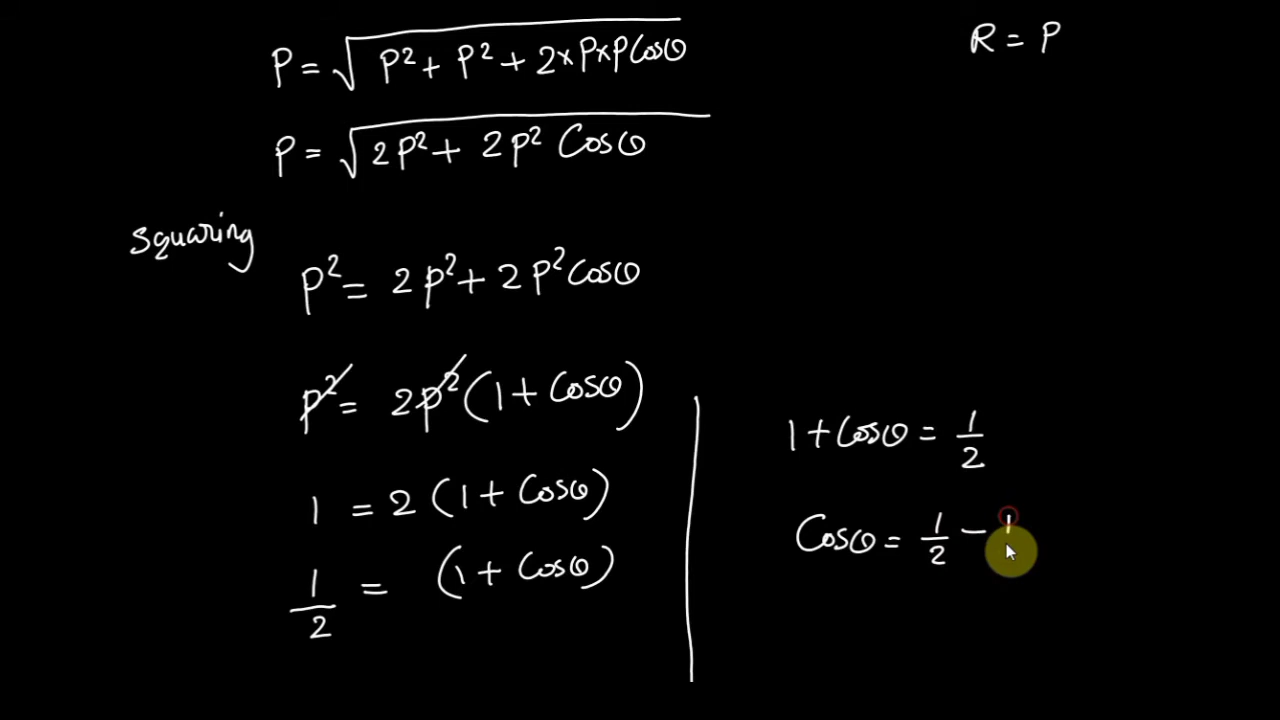 P = √(P² + P² + 2×P×P Cosθ)
R = P
P = √(2P² + 2P² Cosθ)
Squaring
P² = 2P² + 2P² Cosθ
P² = 2P² (1 + Cosθ)
1 = 2 (1 + Cosθ)
1/2 = (1 + Cosθ)
1 + Cosθ = 1/2
Cosθ = 1/2 − 1